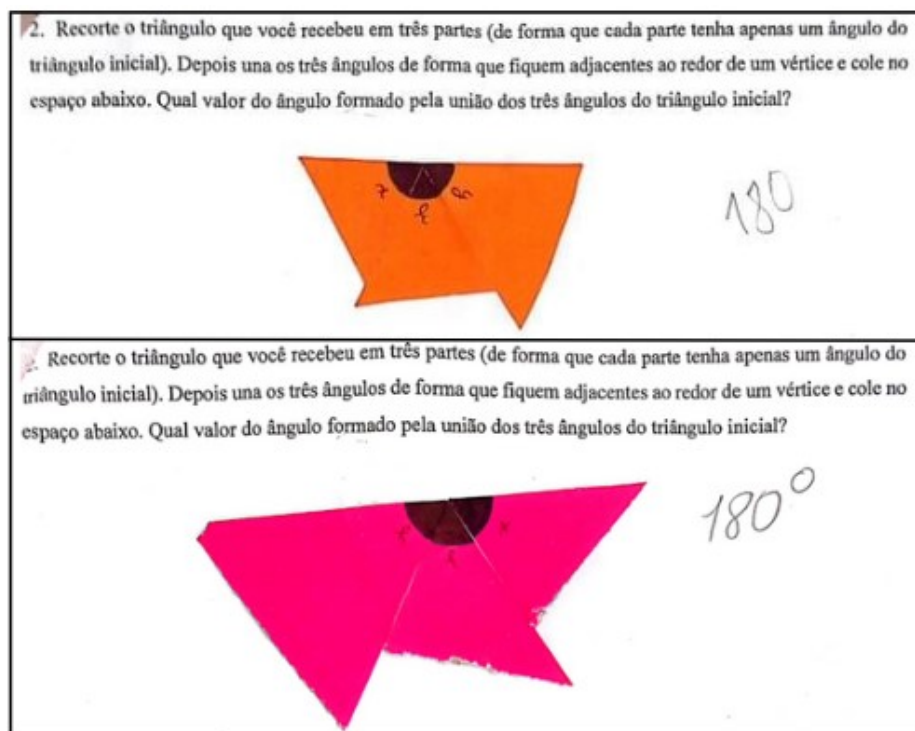 2. Recorte o triângulo que você recebeu em três partes (de forma que cada parte tenha apenas um ângulo do
triângulo inicial). Depois una os três ângulos de forma que fiquem adjacentes ao redor de um vértice e cole no
espaço abaixo. Qual valor do ângulo formado pela união dos três ângulos do triângulo inicial?
180
Recorte o triângulo que você recebeu em três partes (de forma que cada parte tenha apenas um ângulo do
triângulo inicial). Depois una os três ângulos de forma que fiquem adjacentes ao redor de um vértice e cole no
espaço abaixo. Qual valor do ângulo formado pela união dos três ângulos do triângulo inicial?
180°